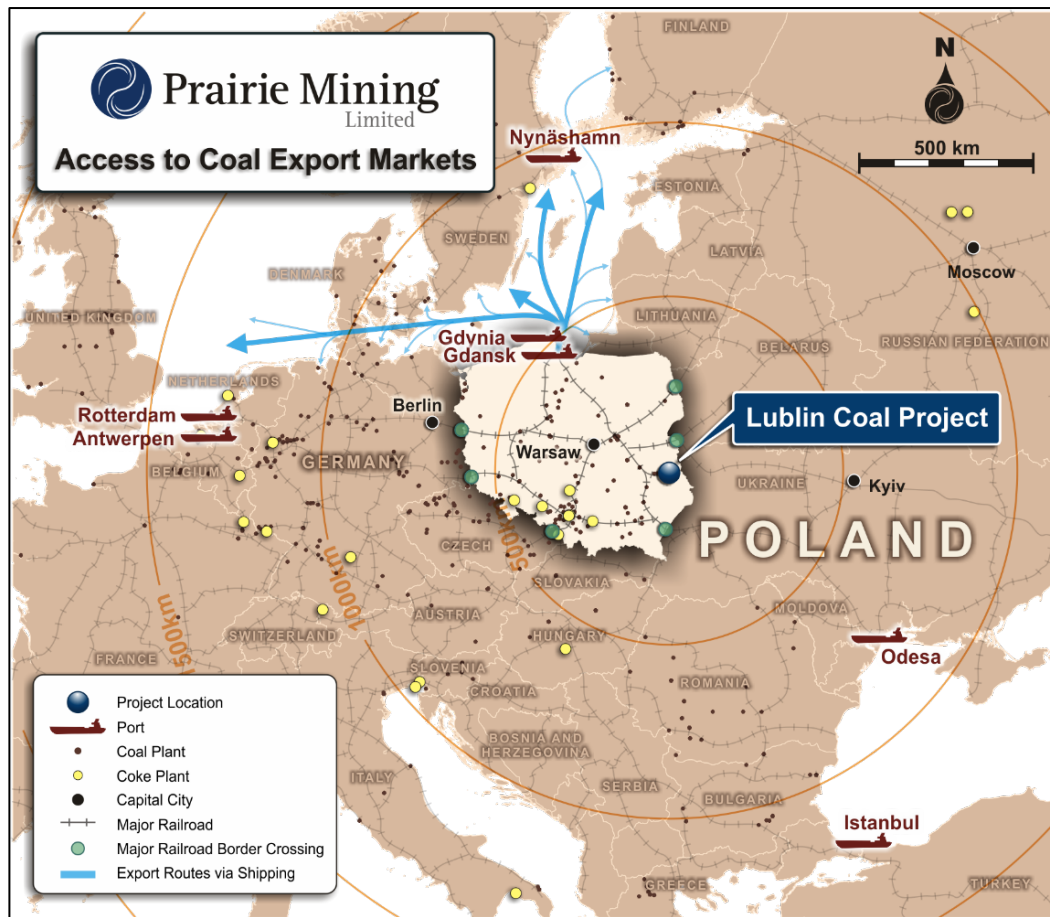 Prairie Mining
Limited
Access to Coal Export Markets
N
500 km
FINLAND
Nynäshamn
ESTONIA
SWEDEN
LATVIA
Moscow
DENMARK
UNITED KINGDOM
LITHUANIA
Gdynia
Gdansk
BELARUS
RUSSIAN FEDERATION
NETHERLANDS
Berlin
Rotterdam
Antwerpen
Lublin Coal Project
Warsaw
BELGIUM
GERMANY
UKRAINE
Kyiv
POLAND
CZECH
500km
1000km
1500km
SLOVAKIA
AUSTRIA
MOLDOVA
SWITZERLAND
HUNGARY
FRANCE
Odesa
SLOVENIA
CROATIA
ROMANIA
BOSNIA AND
HERZEGOVINA
ITALY
SERBIA
BULGARIA
Istanbul
GREECE
TURKEY
Project Location
Port
Coal Plant
Coke Plant
Capital City
Major Railroad
Major Railroad Border Crossing
Export Routes via Shipping